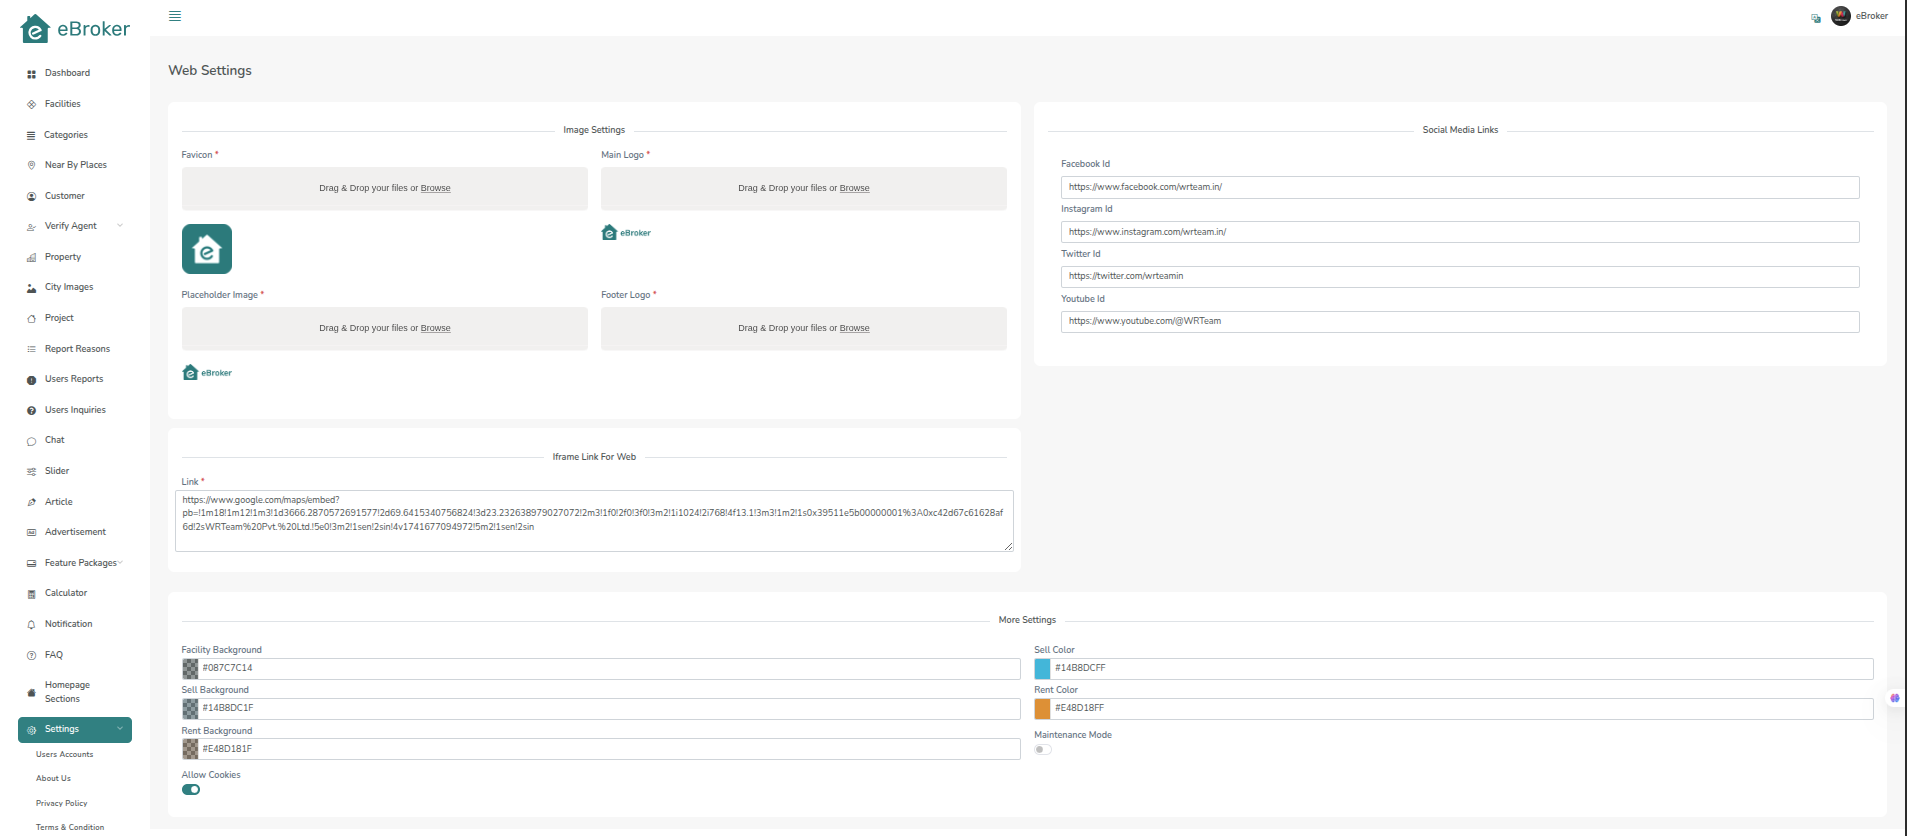 eBroker
eBroker
Dashboard
Facilities
Categories
Near By Places
Customer
Verify Agent
Property
City Images
Project
Report Reasons
Users Reports
Users Inquiries
Chat
Slider
Article
Advertisement
Feature Packages
Calculator
Notification
FAQ
Homepage
Sections
Settings
Users Accounts
About Us
Privacy Policy
Terms & Condition
Web Settings
Image Settings
Favicon *
Main Logo *
Drag & Drop your files or Browse
Drag & Drop your files or Browse
eBroker
Placeholder Image *
Footer Logo *
Drag & Drop your files or Browse
Drag & Drop your files or Browse
eBroker
Social Media Links
Facebook Id
https://www.facebook.com/wrteam.in/
Instagram Id
https://www.instagram.com/wrteam.in/
Twitter Id
https://twitter.com/wrteamin
Youtube Id
https://www.youtube.com/@WRTeam
Iframe Link For Web
Link *
https://www.google.com/maps/embed?
pb=!1m18!1m12!1m3!1d3666.2870572691577!2d69.6415340756824!3d23.232638979027072!2m3!1f0!2f0!3f0!3m2!1i1024!2i768!4f13.1!3m3!1m2!1s0x39511e5b00000001%3A0xc42d67c61628af
6d!2sWRTeam%20Pvt.%20Ltd.!5e0!3m2!1sen!2sin!4v1741677094972!5m2!1sen!2sin
More Settings
Facility Background
#087C7C14
Sell Color
#14B8DCFF
Sell Background
#14B8DC1F
Rent Color
#E48D18FF
Rent Background
#E48D181F
Maintenance Mode
Allow Cookies